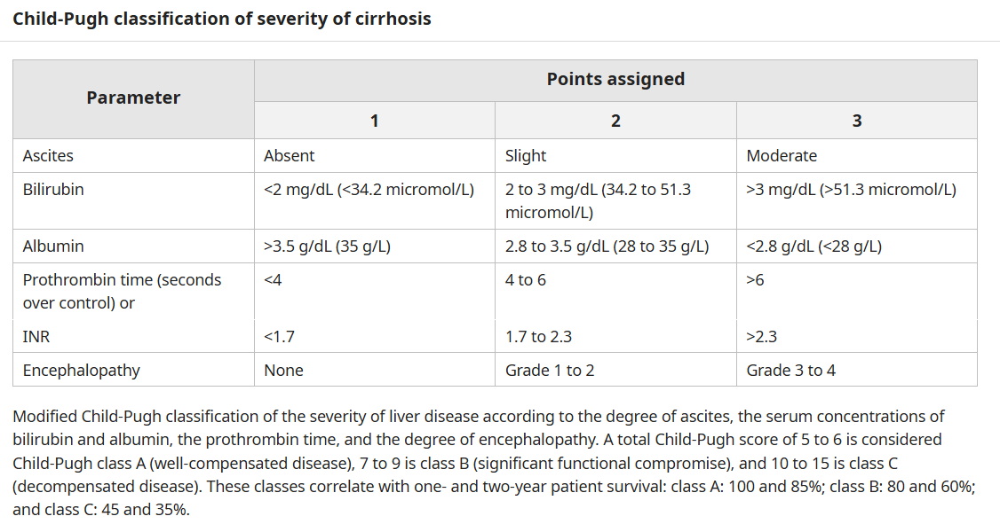 Child-Pugh classification of severity of cirrhosis
Parameter
Points assigned
1 2 3
Ascites Absent Slight Moderate
Bilirubin <2 mg/dL (<34.2 micromol/L) 2 to 3 mg/dL (34.2 to 51.3 >3 mg/dL (>51.3 micromol/L)
micromol/L)
Albumin >3.5 g/dL (35 g/L) 2.8 to 3.5 g/dL (28 to 35 g/L) <2.8 g/dL (<28 g/L)
Prothrombin time (seconds <4 4 to 6 >6
over control) or
INR <1.7 1.7 to 2.3 >2.3
Encephalopathy None Grade 1 to 2 Grade 3 to 4
Modified Child-Pugh classification of the severity of liver disease according to the degree of ascites, the serum concentrations of
bilirubin and albumin, the prothrombin time, and the degree of encephalopathy. A total Child-Pugh score of 5 to 6 is considered
Child-Pugh class A (well-compensated disease), 7 to 9 is class B (significant functional compromise), and 10 to 15 is class C
(decompensated disease). These classes correlate with one- and two-year patient survival: class A: 100 and 85%; class B: 80 and 60%;
and class C: 45 and 35%.